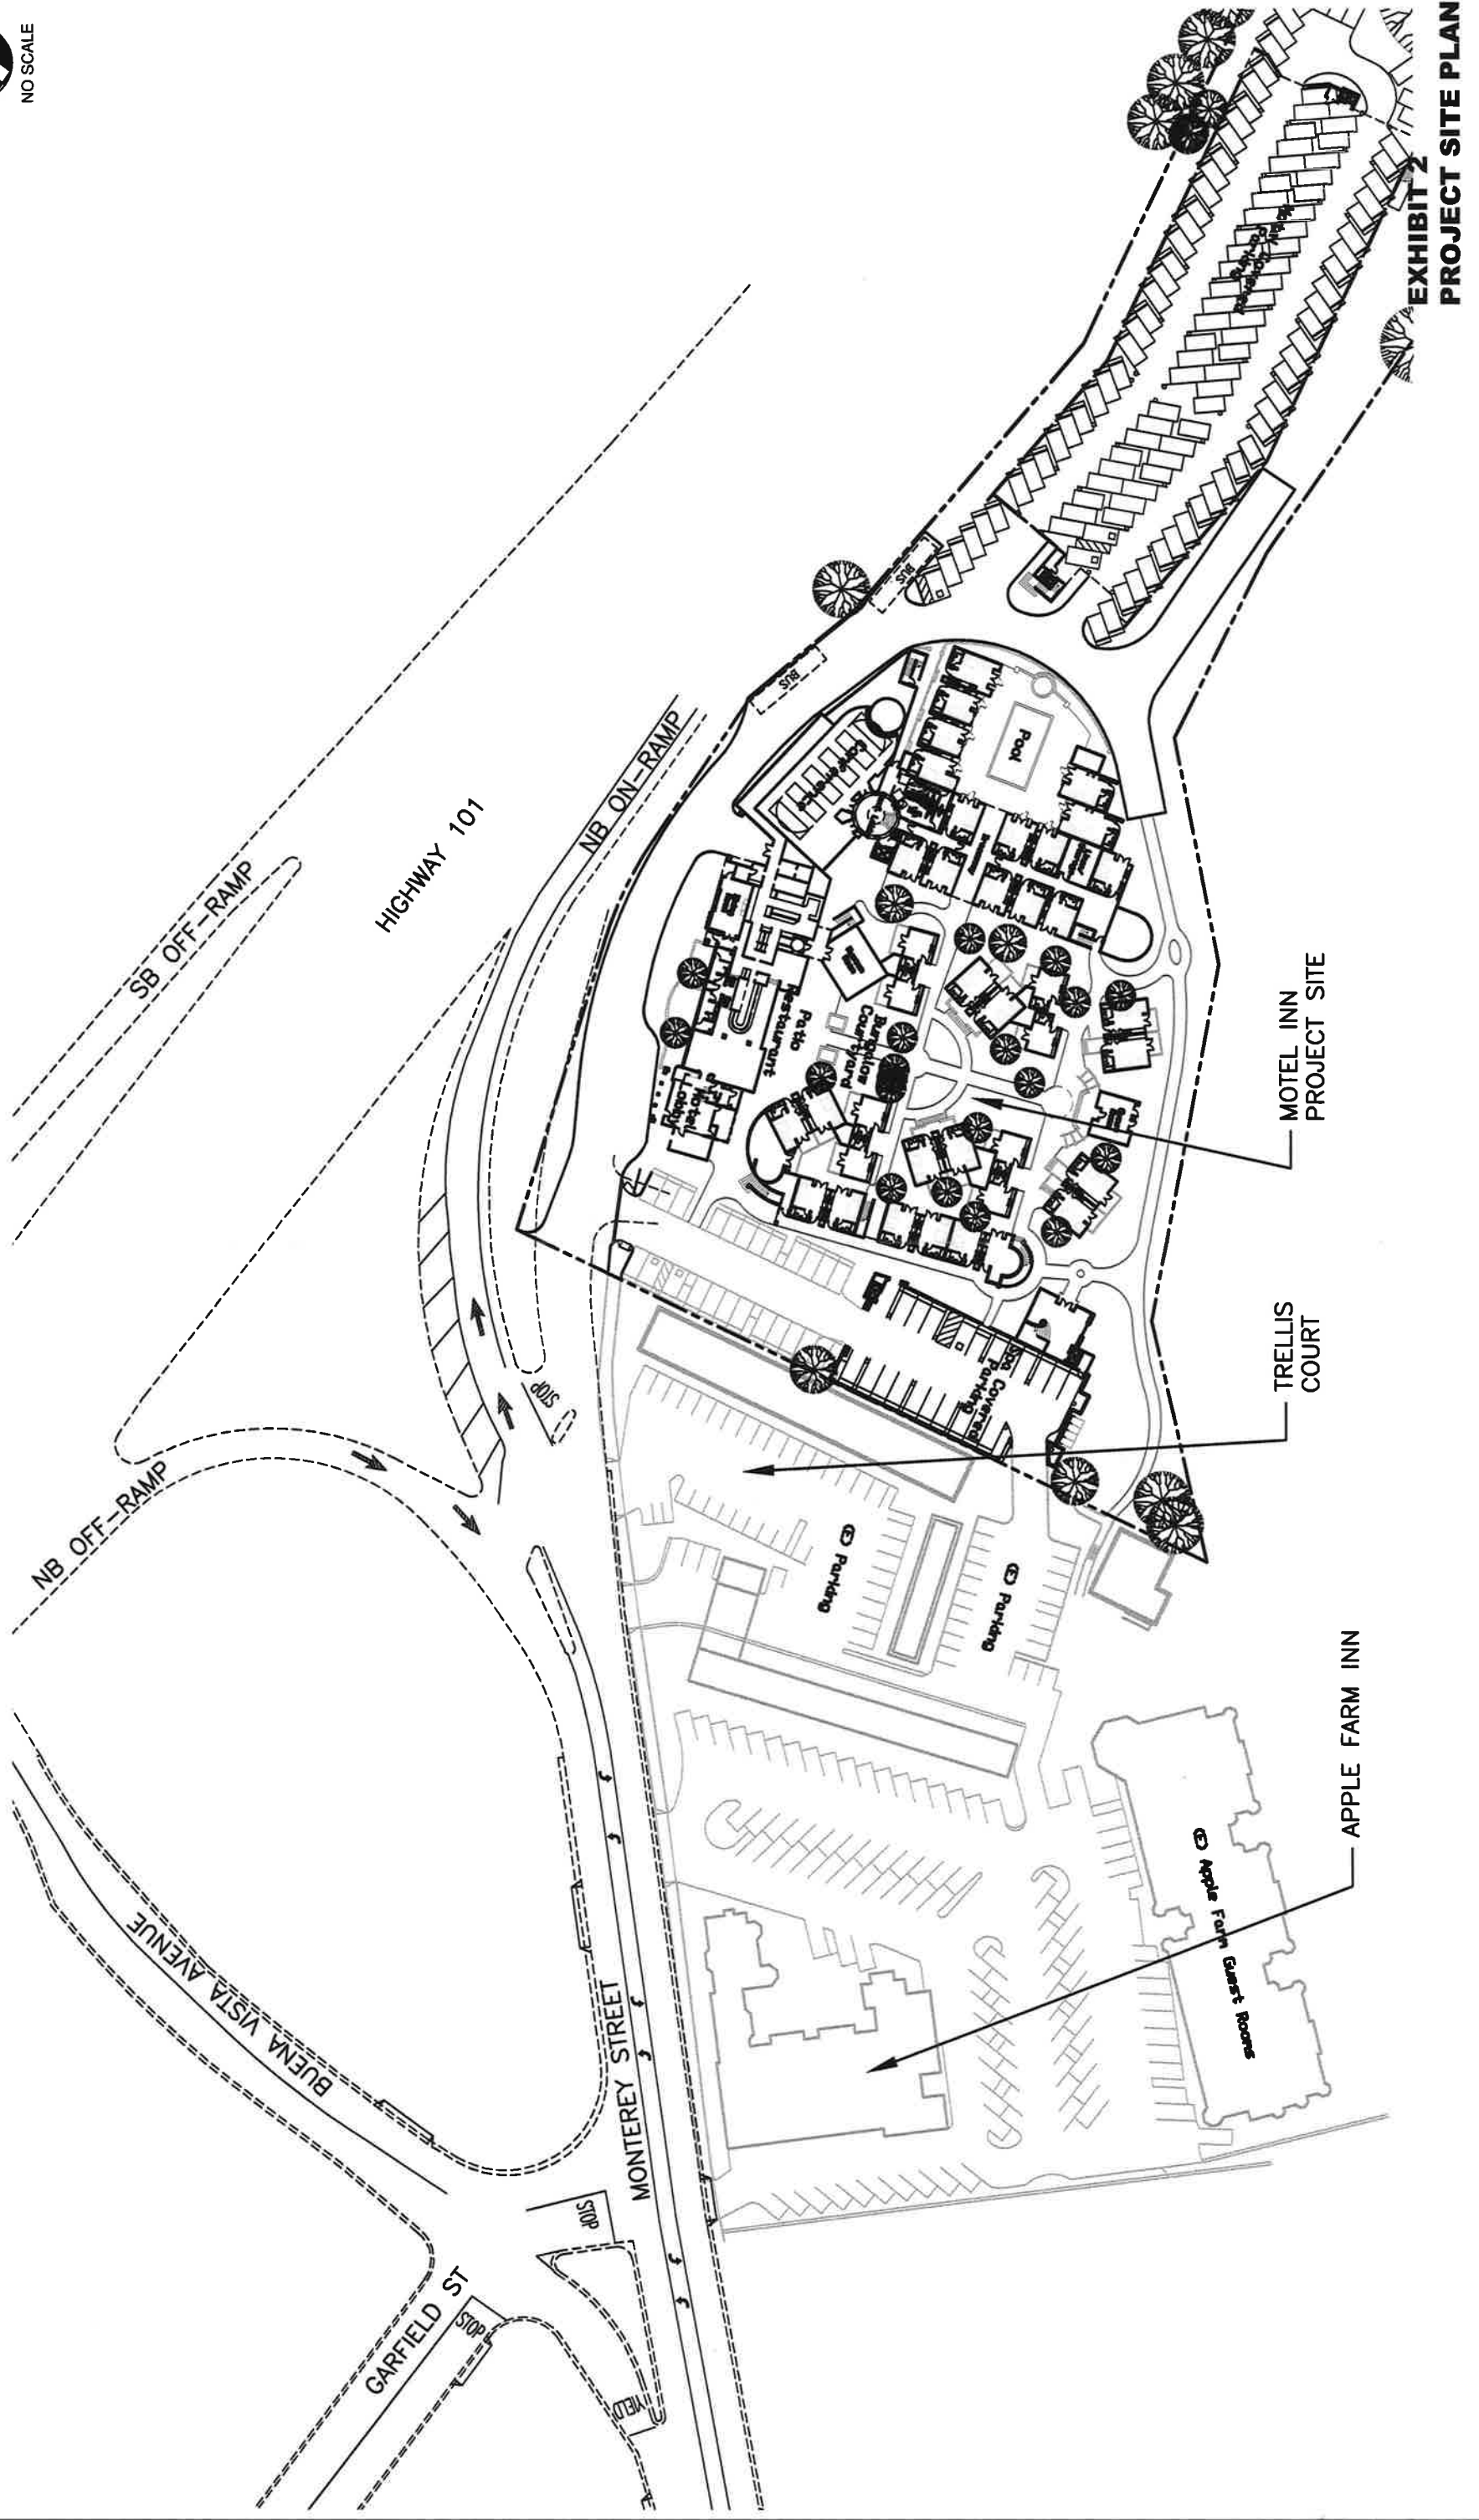 NO SCALE
SB OFF-RAMP
HIGHWAY 101
NB ON-RAMP
NB OFF-RAMP
BUENA VISTA AVENUE
GARFIELD ST
MONTEREY STREET
STOP
STOP
STOP
YIELD
BUS
BUS
Conference
Pool
Restaurant
Patio
Bungalow
Courtyard
Hotel
Lobby
Spa Covered
Parking
(E) Parking
(E) Parking
(E) Apple Farm Guest Rooms
MOTEL INN
PROJECT SITE
TRELLIS
COURT
APPLE FARM INN
EXHIBIT 2
PROJECT SITE PLAN